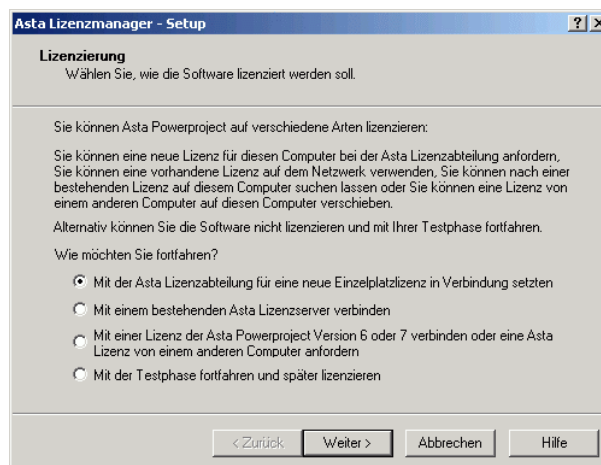 Asta Lizenzmanager - Setup
Lizenzierung
Wählen Sie, wie die Software lizenziert werden soll.
Sie können Asta Powerproject auf verschiedene Arten lizenzieren:
Sie können eine neue Lizenz für diesen Computer bei der Asta Lizenzabteilung anfordern,
Sie können eine vorhandene Lizenz auf dem Netzwerk verwenden, Sie können nach einer
bestehenden Lizenz auf diesem Computer suchen lassen oder Sie können eine Lizenz von
einem anderen Computer auf diesen Computer verschieben.
Alternativ können Sie die Software nicht lizenzieren und mit Ihrer Testphase fortfahren.
Wie möchten Sie fortfahren?
Mit der Asta Lizenzabteilung für eine neue Einzelplatzlizenz in Verbindung setzten
Mit einem bestehenden Asta Lizenzserver verbinden
Mit einer Lizenz der Asta Powerproject Version 6 oder 7 verbinden oder eine Asta
Lizenz von einem anderen Computer anfordern
Mit der Testphase fortfahren und später lizenzieren
< Zurück Weiter > Abbrechen Hilfe